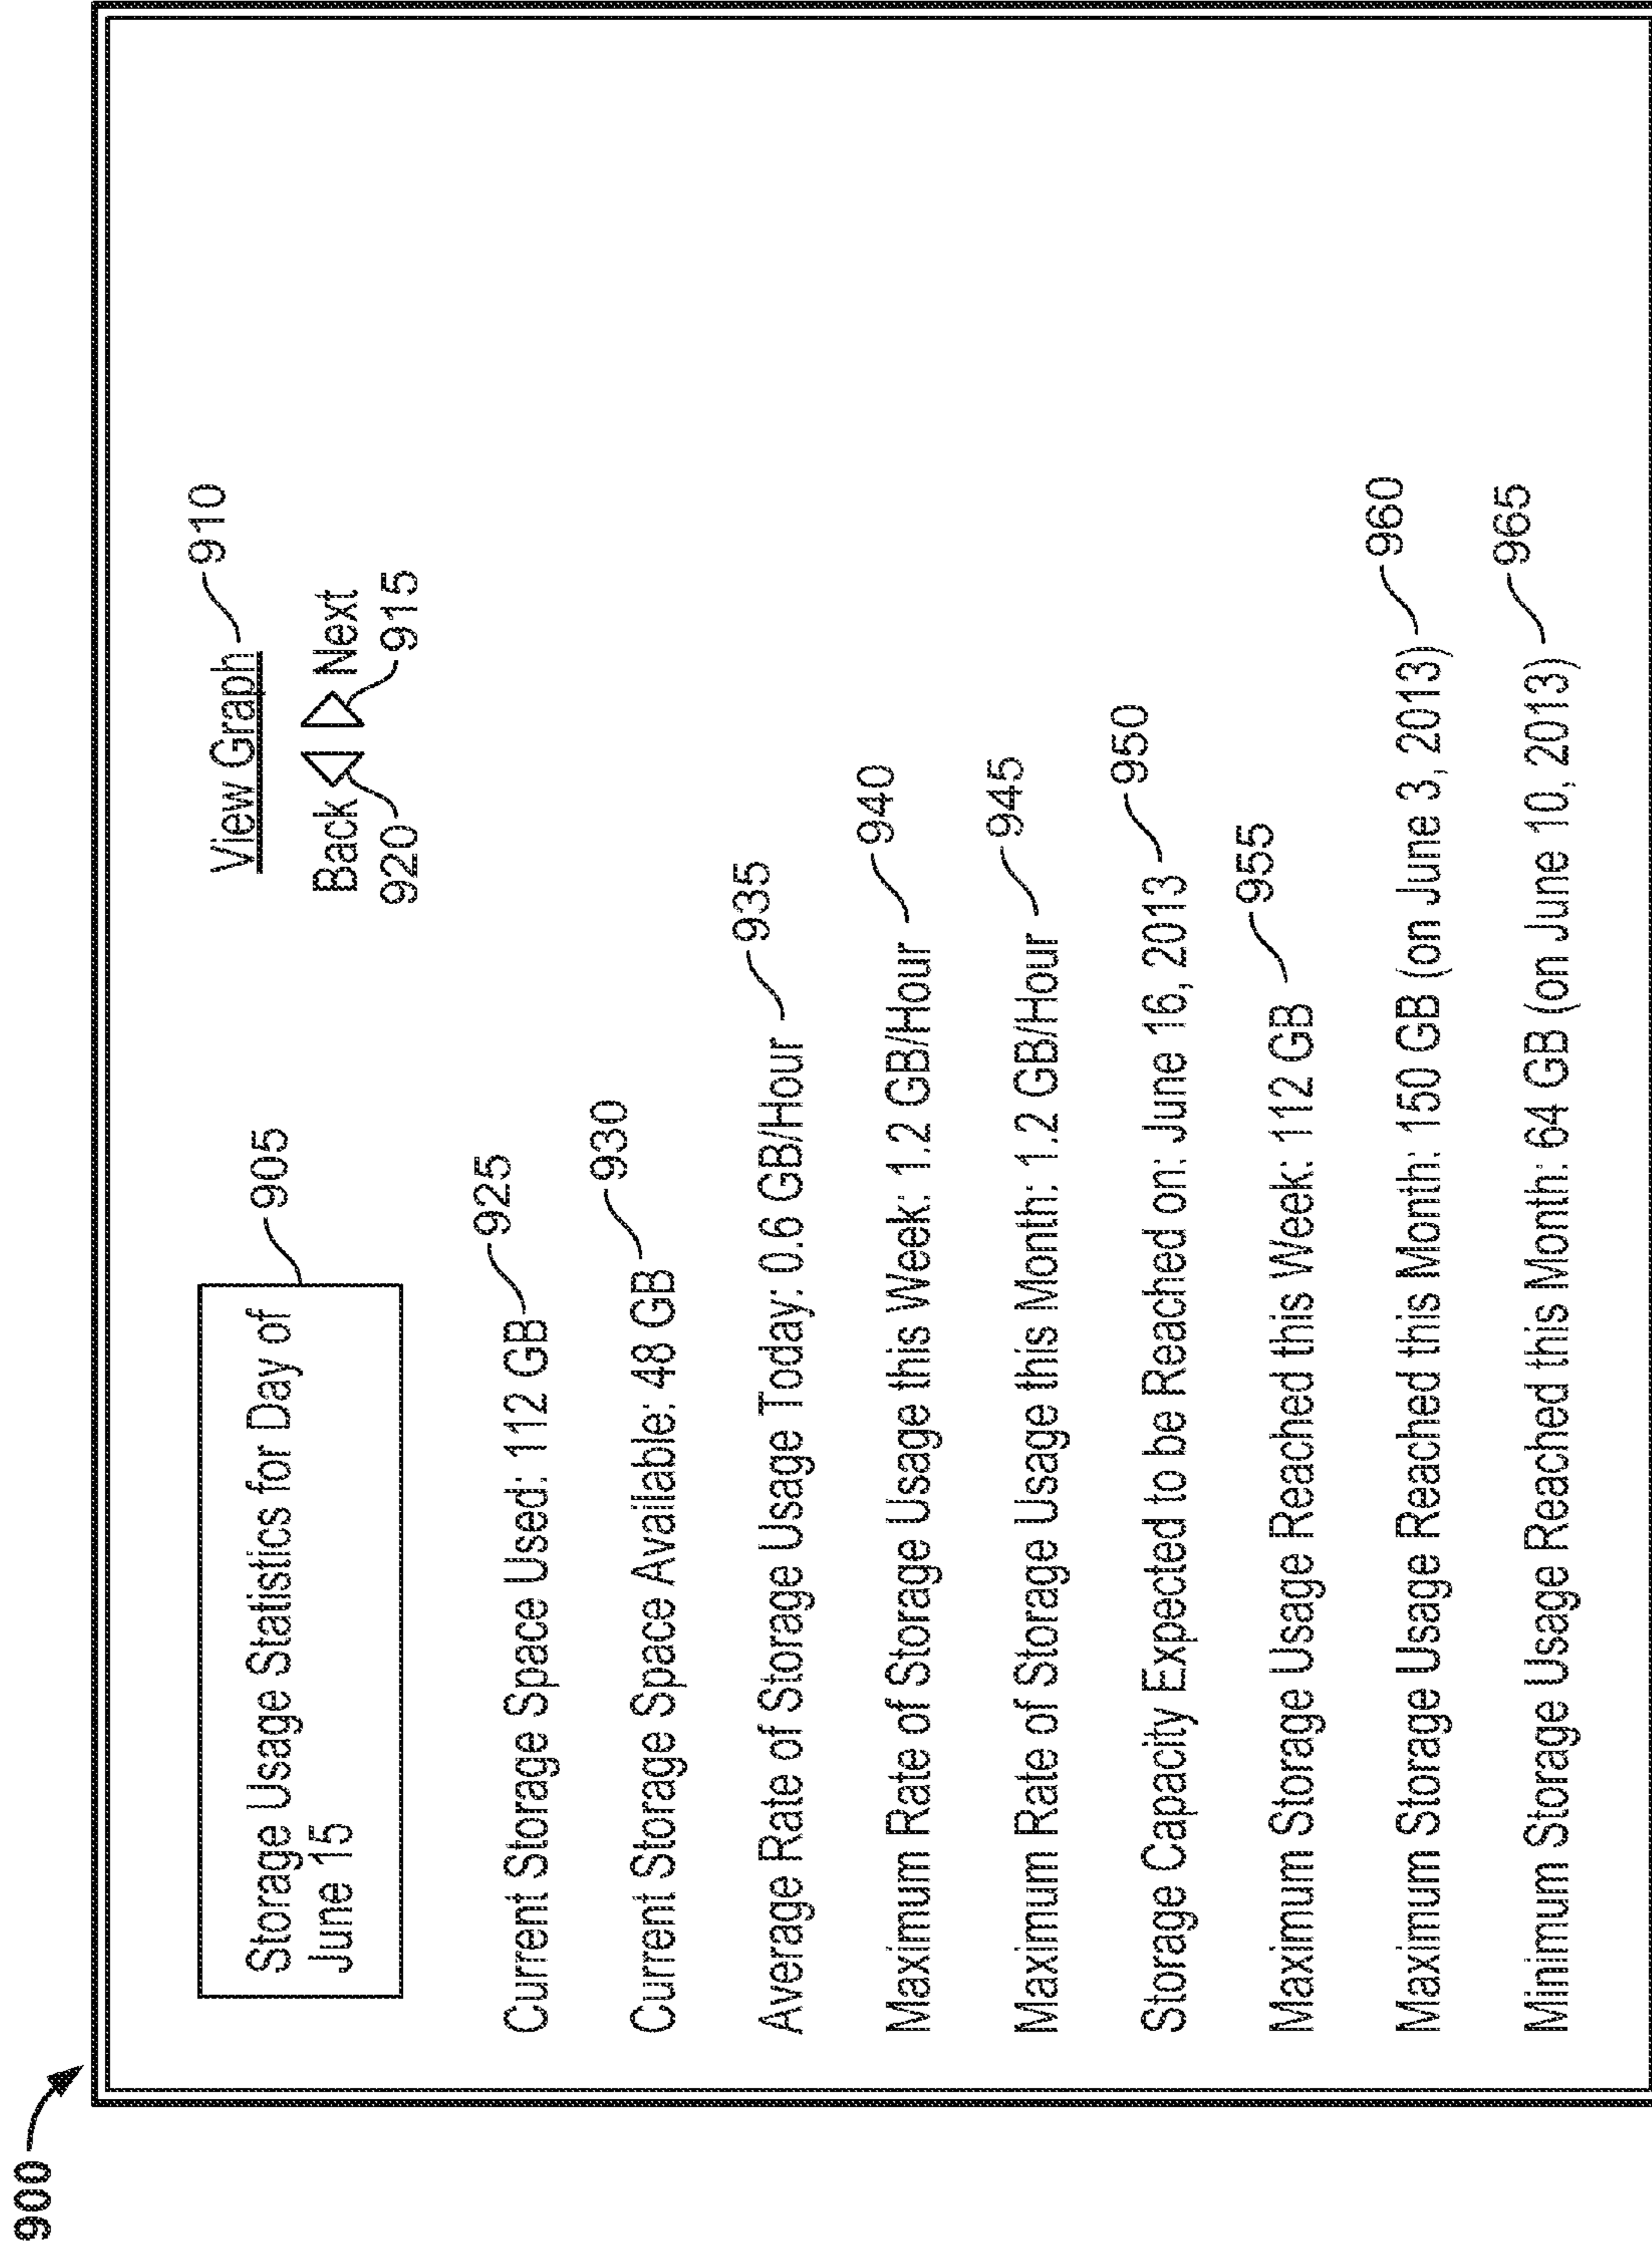 900
Storage Usage Statistics for Day of
June 15
905
View Graph
910
Back Next
920 915
Current Storage Space Used: 112 GB 925
Current Storage Space Available: 48 GB 930
Average Rate of Storage Usage Today: 0.6 GB/Hour 935
Maximum Rate of Storage Usage this Week: 1.2 GB/Hour 940
Maximum Rate of Storage Usage this Month: 1.2 GB/Hour 945
Storage Capacity Expected to be Reached on: June 16, 2013 950
Maximum Storage Usage Reached this Week: 112 GB 955
Maximum Storage Usage Reached this Month: 150 GB (on June 3, 2013) 960
Minimum Storage Usage Reached this Month: 64 GB (on June 10, 2013) 965